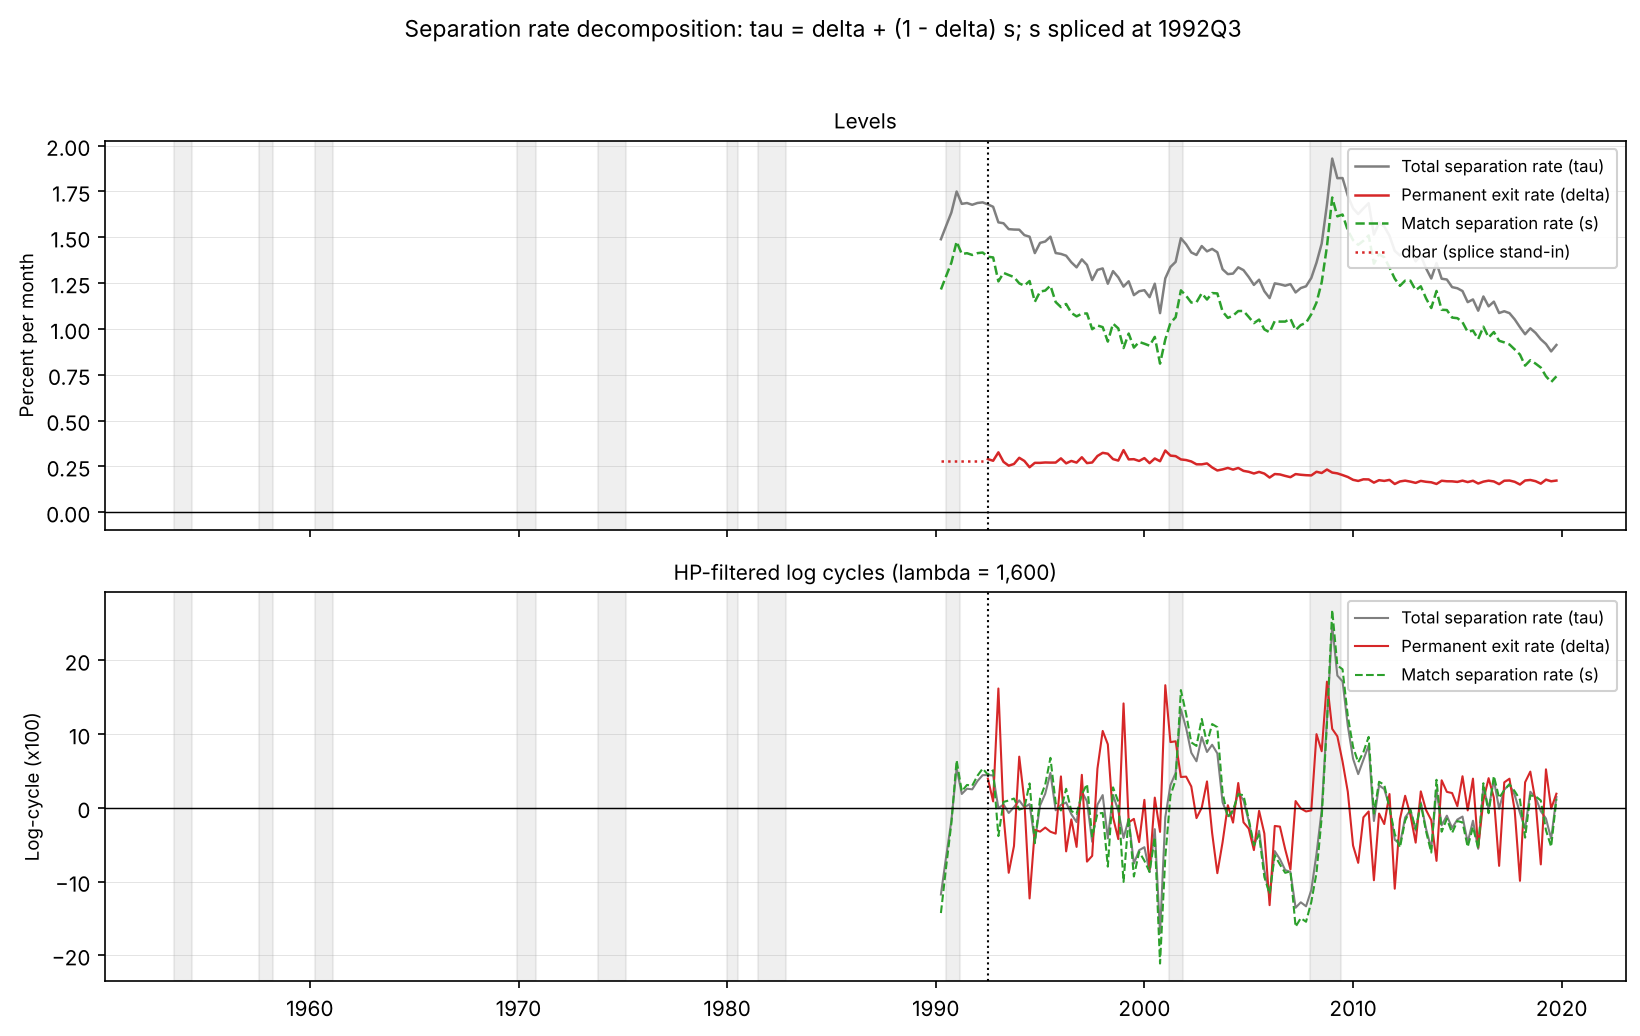 Separation rate decomposition: tau = delta + (1 - delta) s; s spliced at 1992Q3
Levels
Percent per month
2.00
1.75
1.50
1.25
1.00
0.75
0.50
0.25
0.00
Total separation rate (tau)
Permanent exit rate (delta)
Match separation rate (s)
dbar (splice stand-in)
HP-filtered log cycles (lambda = 1,600)
Log-cycle (x100)
20
10
0
−10
−20
Total separation rate (tau)
Permanent exit rate (delta)
Match separation rate (s)
1960
1970
1980
1990
2000
2010
2020